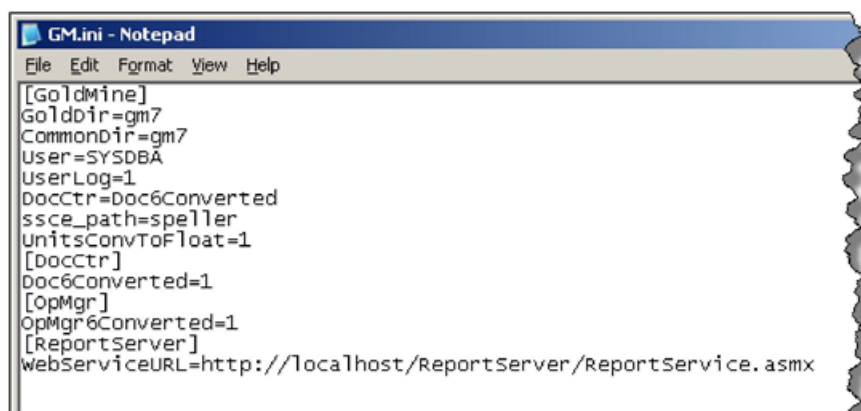 GM.ini - Notepad
File Edit Format View Help
[GoldMine]
GoldDir=gm7
CommonDir=gm7
User=SYSDBA
UserLog=1
DocCtr=Doc6Converted
ssce_path=speller
UnitsConvToFloat=1
[DocCtr]
Doc6Converted=1
[OpMgr]
OpMgr6Converted=1
[ReportServer]
WebServiceURL=http://localhost/ReportServer/ReportService.asmx